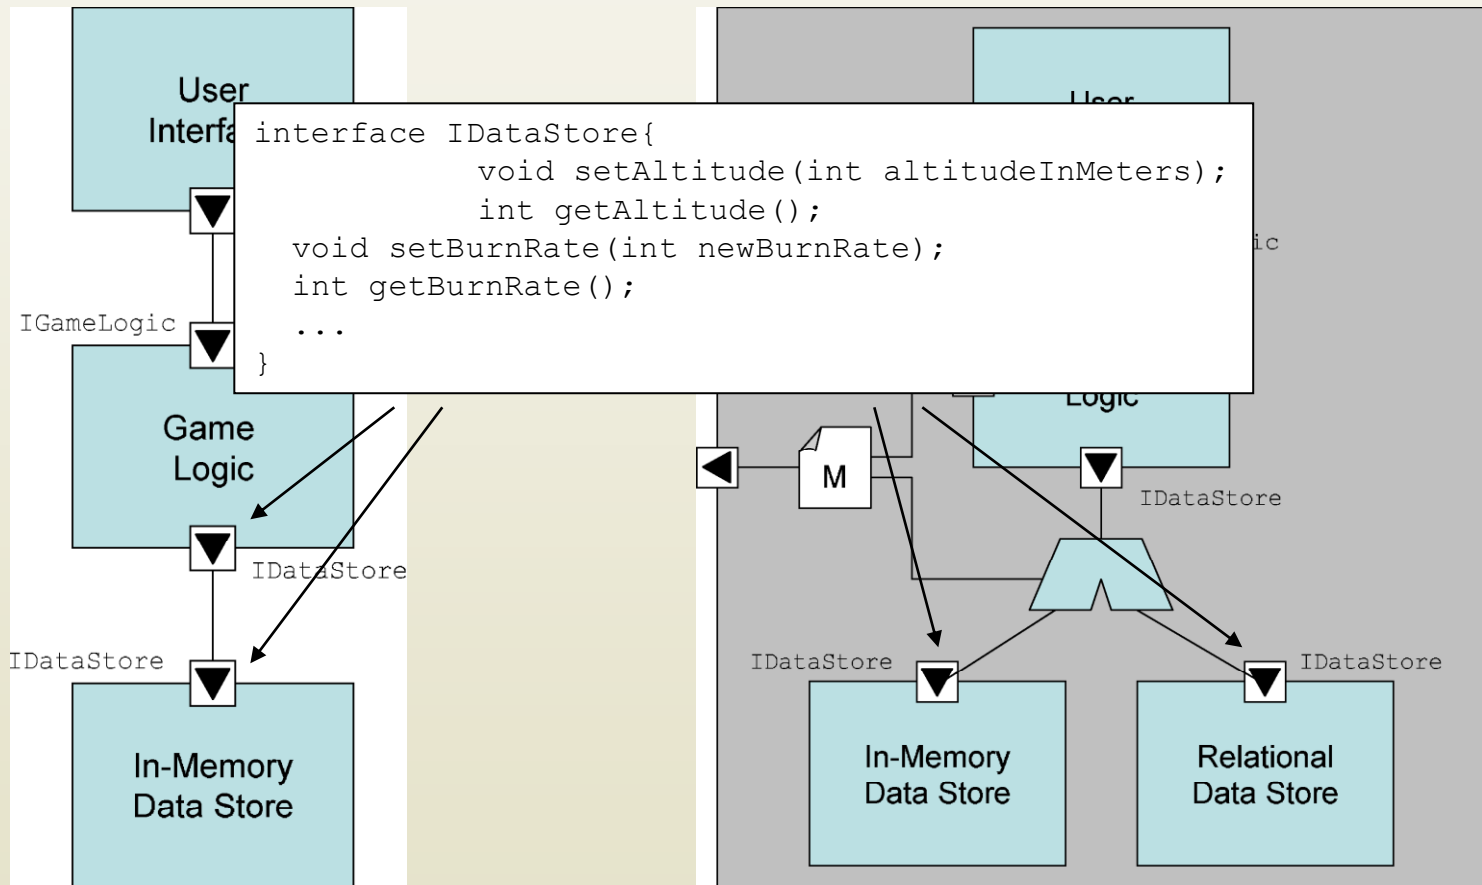 User
Interfa
interface IDataStore{
void setAltitude(int altitudeInMeters);
int getAltitude();
void setBurnRate(int newBurnRate);
int getBurnRate();
...
}
IGameLogic
Game
Logic
IDataStore
IDataStore
In-Memory
Data Store
User
ic
Logic
M
IDataStore
IDataStore
In-Memory
Data Store
IDataStore
Relational
Data Store